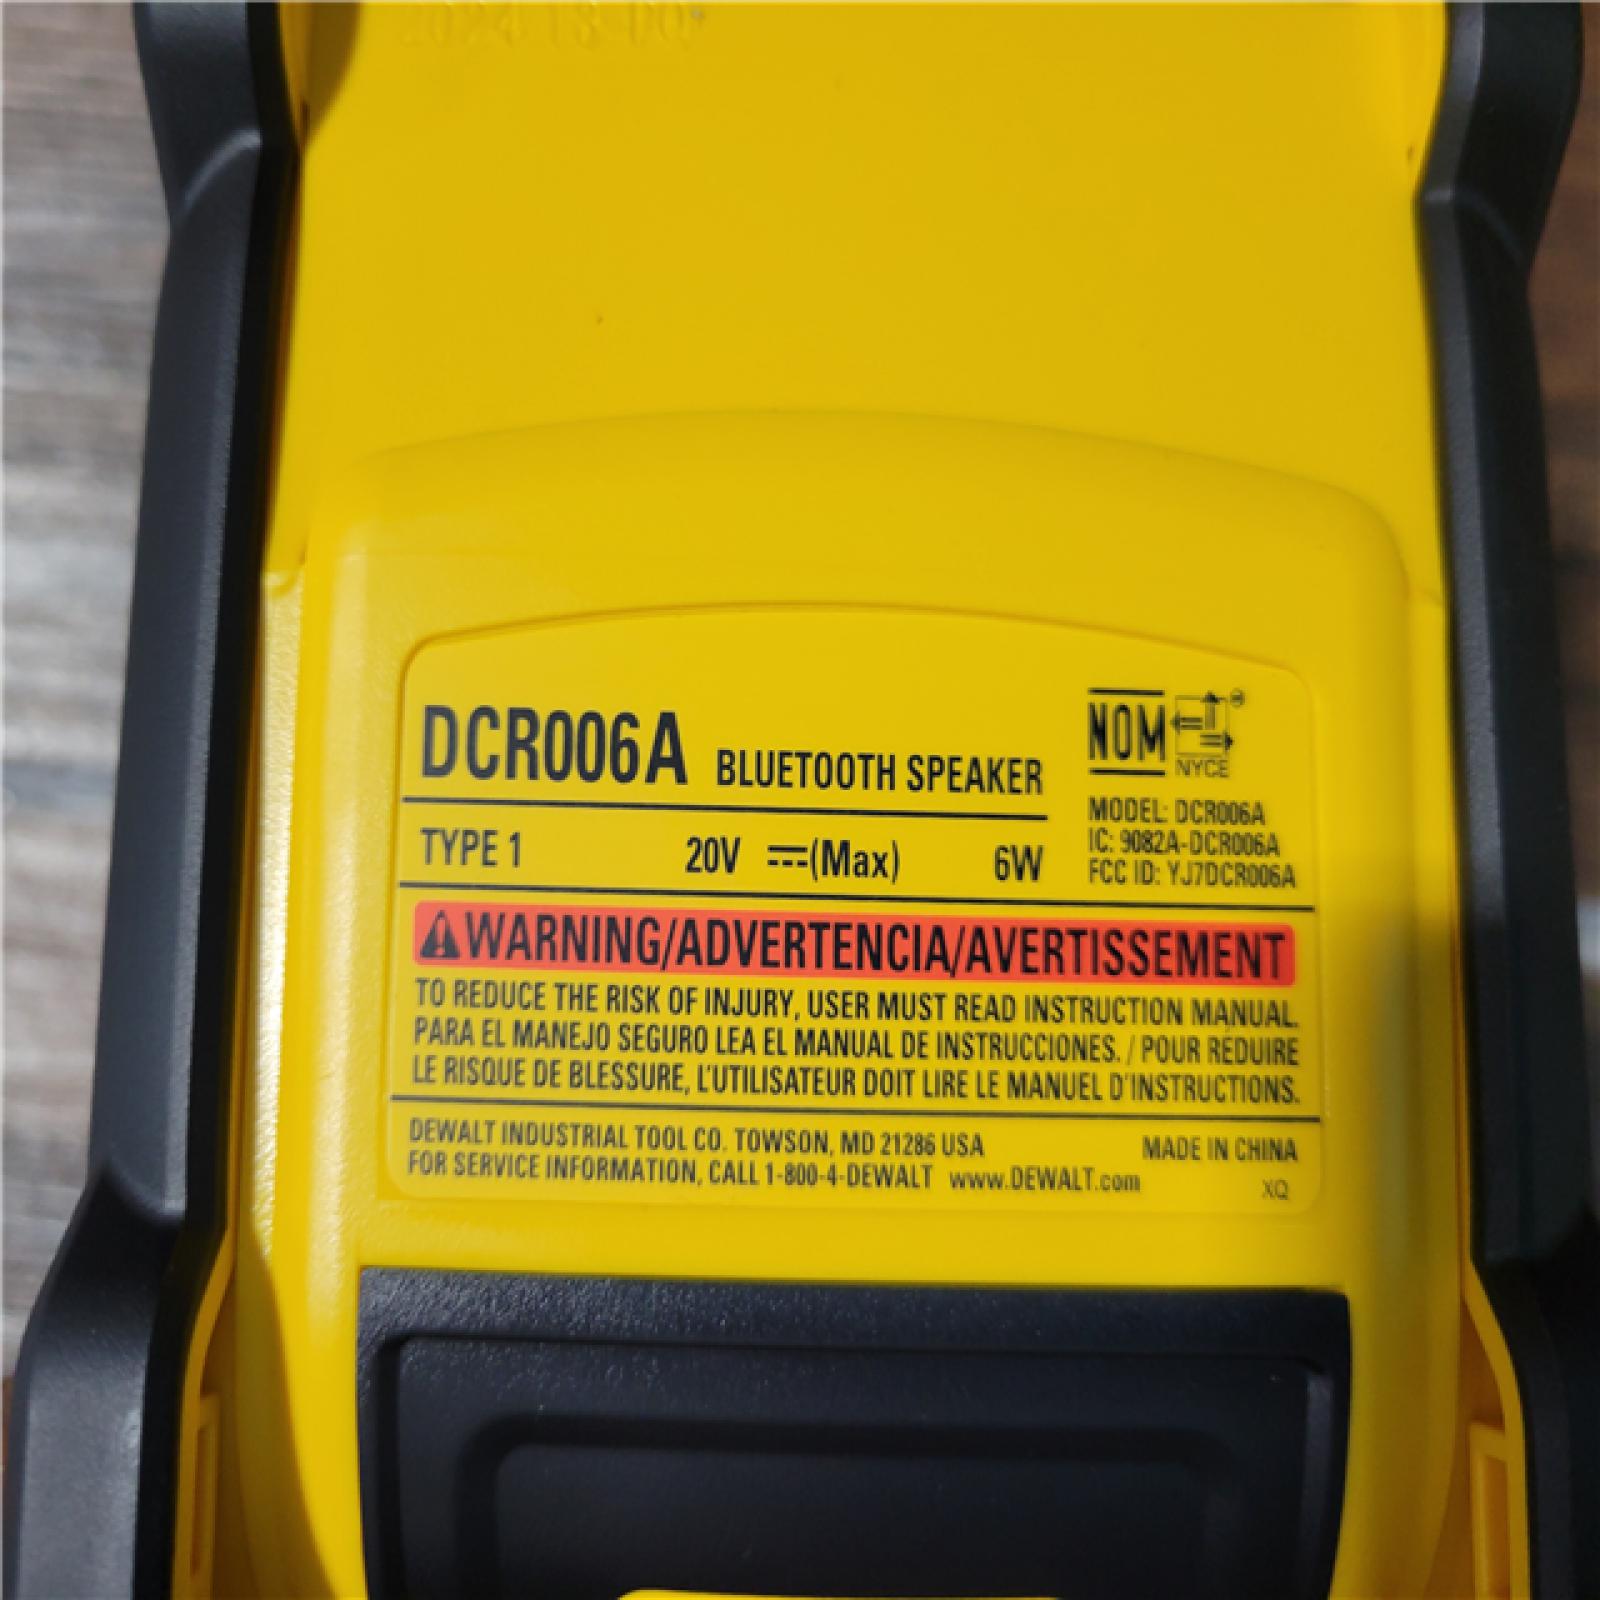 2024 13
DCR006A BLUETOOTH SPEAKER
TYPE 1 20V ⎓(Max) 6W
NOM ®
NYCE
MODEL: DCR006A
IC: 9082A-DCR006A
FCC ID: YJ7DCR006A
⚠WARNING/ADVERTENCIA/AVERTISSEMENT
TO REDUCE THE RISK OF INJURY, USER MUST READ INSTRUCTION MANUAL.
PARA EL MANEJO SEGURO LEA EL MANUAL DE INSTRUCCIONES. / POUR RÉDUIRE
LE RISQUE DE BLESSURE, L'UTILISATEUR DOIT LIRE LE MANUEL D'INSTRUCTIONS.
DEWALT INDUSTRIAL TOOL CO. TOWSON, MD 21286 USA MADE IN CHINA
FOR SERVICE INFORMATION, CALL 1-800-4-DEWALT www.DEWALT.com
XQ